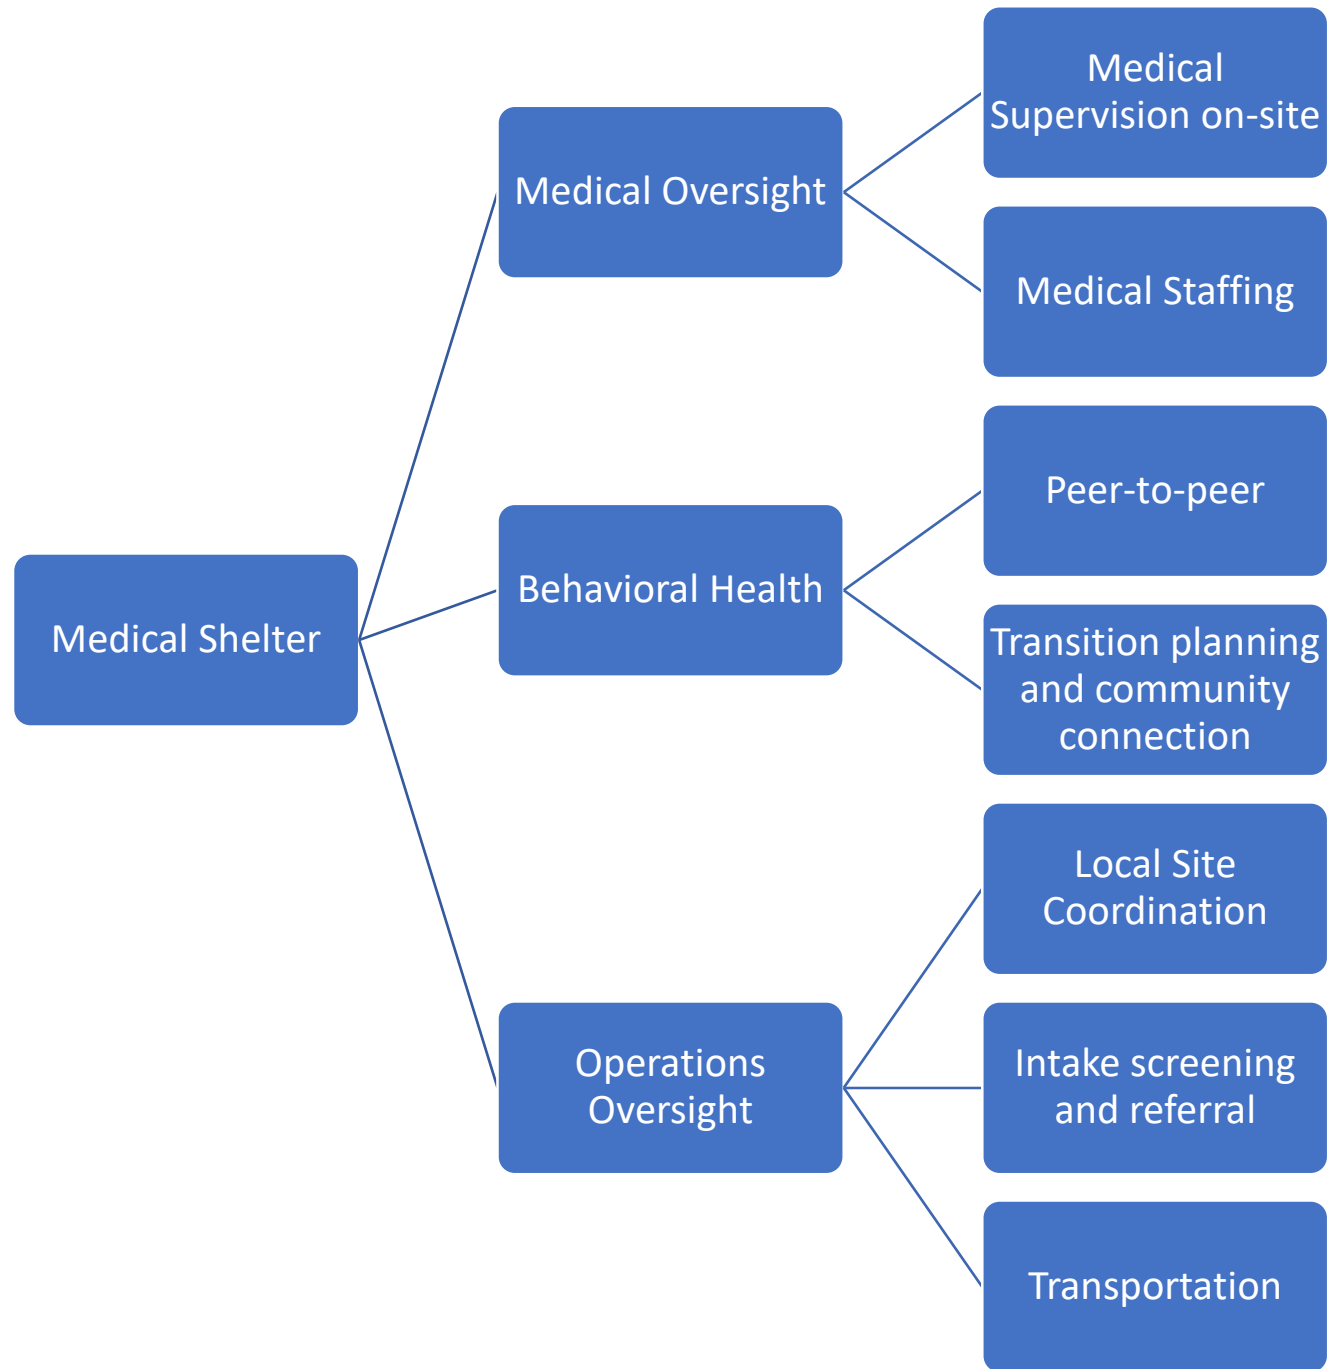 Medical Shelter
Medical Oversight
Medical
Supervision on-site
Medical Staffing
Behavioral Health
Peer-to-peer
Transition planning
and community
connection
Operations
Oversight
Local Site
Coordination
Intake screening
and referral
Transportation